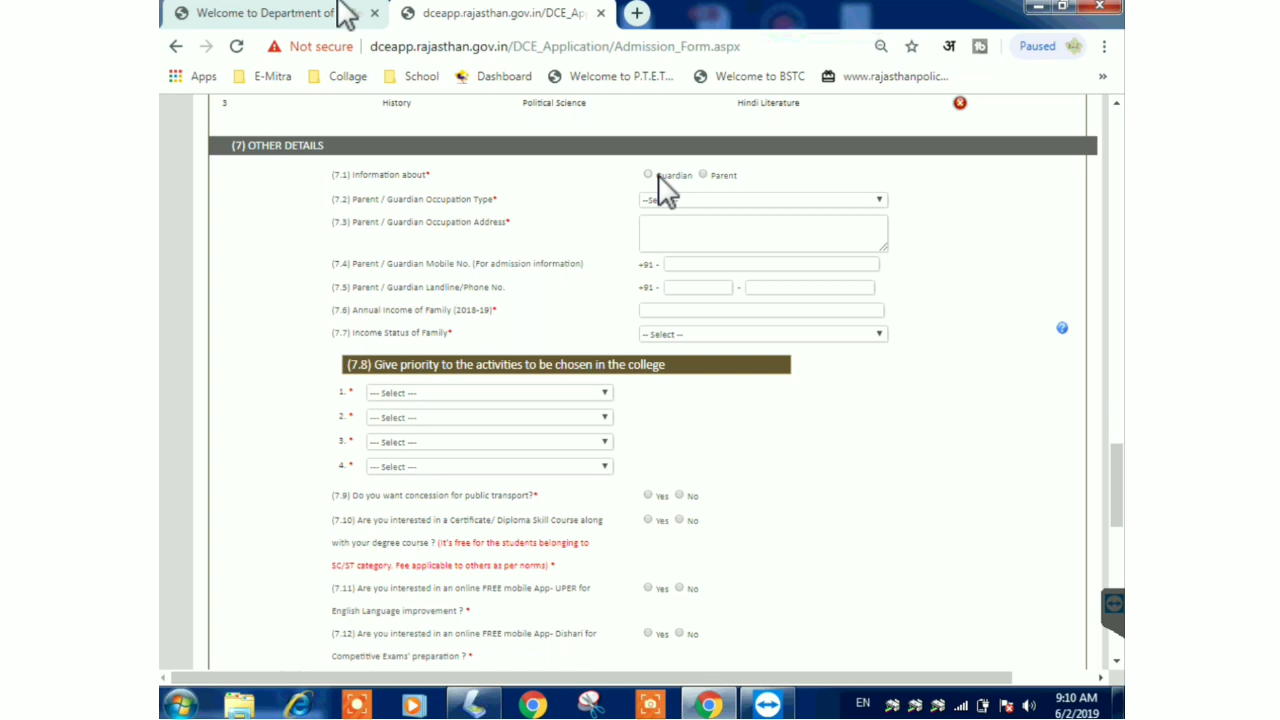 Welcome to Department of
dceapp.rajasthan.gov.in/DCE_Ap
Not secure
dceapp.rajasthan.gov.in/DCE_Application/Admission_Form.aspx
अ
Paused
Apps
E-Mitra
Collage
School
Dashboard
Welcome to P.T.E.T...
Welcome to BSTC
www.rajasthanpolic...
»
3 History Political Science Hindi Literature
(7) OTHER DETAILS
(7.1) Information about* Guardian Parent
(7.2) Parent / Guardian Occupation Type*
(7.3) Parent / Guardian Occupation Address*
(7.4) Parent / Guardian Mobile No. (For admission information) +91 -
(7.5) Parent / Guardian Landline/Phone No. +91 - -
(7.6) Annual Income of Family (2018-19)*
(7.7) Income Status of Family* -- Select --
(7.8) Give priority to the activities to be chosen in the college
1. * --- Select ---
2. * --- Select ---
3. * --- Select ---
4. * --- Select ---
(7.9) Do you want concession for public transport?* Yes No
(7.10) Are you interested in a Certificate/ Diploma Skill Course along Yes No
with your degree course ? (It's free for the students belonging to
SC/ST category. Fee applicable to others as per norms) *
(7.11) Are you interested in an online FREE mobile App- UPER for Yes No
English Language improvement ? *
(7.12) Are you interested in an online FREE mobile App- Dishari for Yes No
Competitive Exams' preparation ? *
EN
9:10 AM
6/2/2019